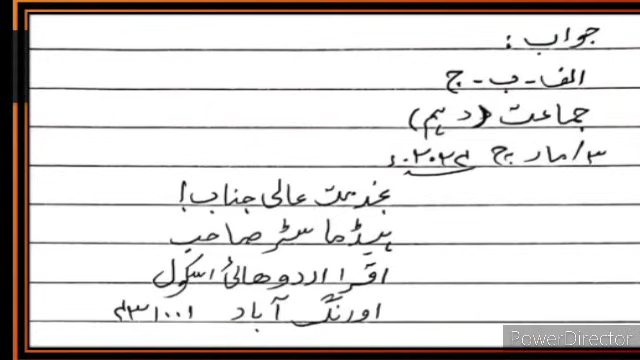 جواب :
الف ۔ ب ۔ ج
جماعت (دہم)
۳/مارچ ۲۰۲۴ء
بخدمت عالی جناب!
ہیڈ ماسٹر صاحب
اقرا اردو ہائی اسکول
اورنگ آباد ۴۳۱۰۰۱
PowerDirector